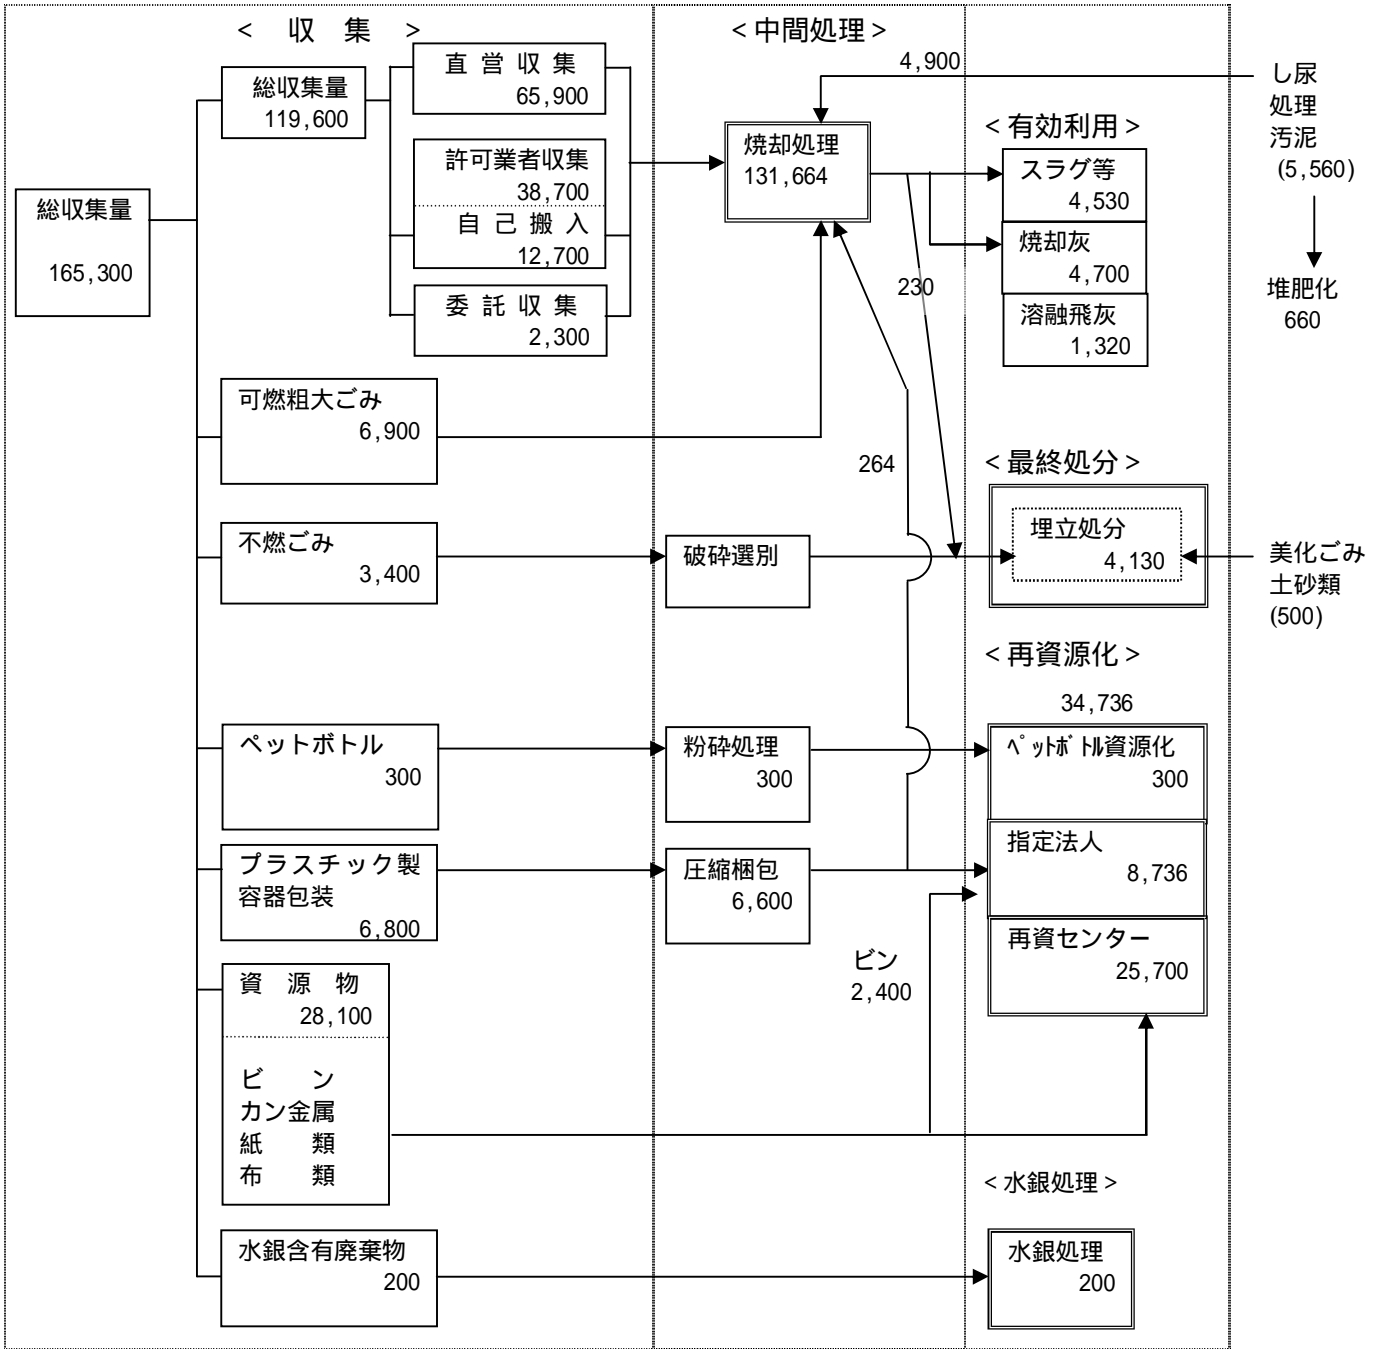 < 収 集 >
総収集量
165,300
総収集量
119,600
直営収集
65,900
許可業者収集
38,700
自己搬入
12,700
委託収集
2,300
可燃粗大ごみ
6,900
不燃ごみ
3,400
ペットボトル
300
プラスチック製
容器包装
6,800
資源物
28,100
ビン
カン金属
紙類
布類
水銀含有廃棄物
200
<中間処理>
4,900
焼却処理
131,664
230
264
破砕選別
粉砕処理
300
圧縮梱包
6,600
ビン
2,400
<有効利用>
スラグ等
4,530
焼却灰
4,700
溶融飛灰
1,320
<最終処分>
埋立処分
4,130
<再資源化>
34,736
ペットボトル資源化
300
指定法人
8,736
再資センター
25,700
<水銀処理>
水銀処理
200
し尿
処理
汚泥
(5,560)
堆肥化
660
美化ごみ
土砂類
(500)